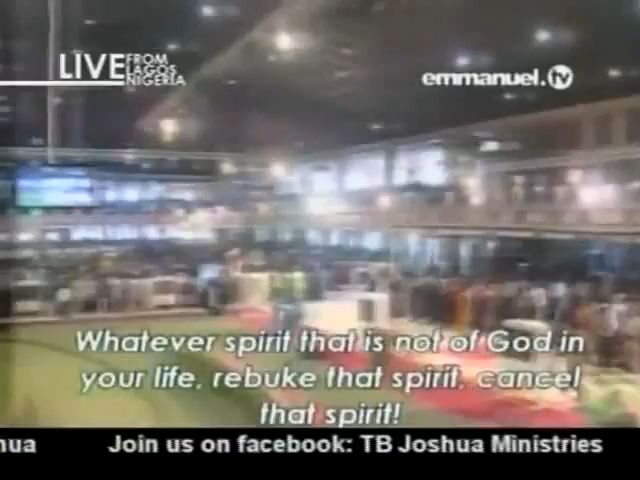 LIVE FROM
LAGOS
NIGERIA
emmanuel.tv
Whatever spirit that is not of God in
your life, rebuke that spirit, cancel
that spirit!
hua Join us on facebook: TB Joshua Ministries